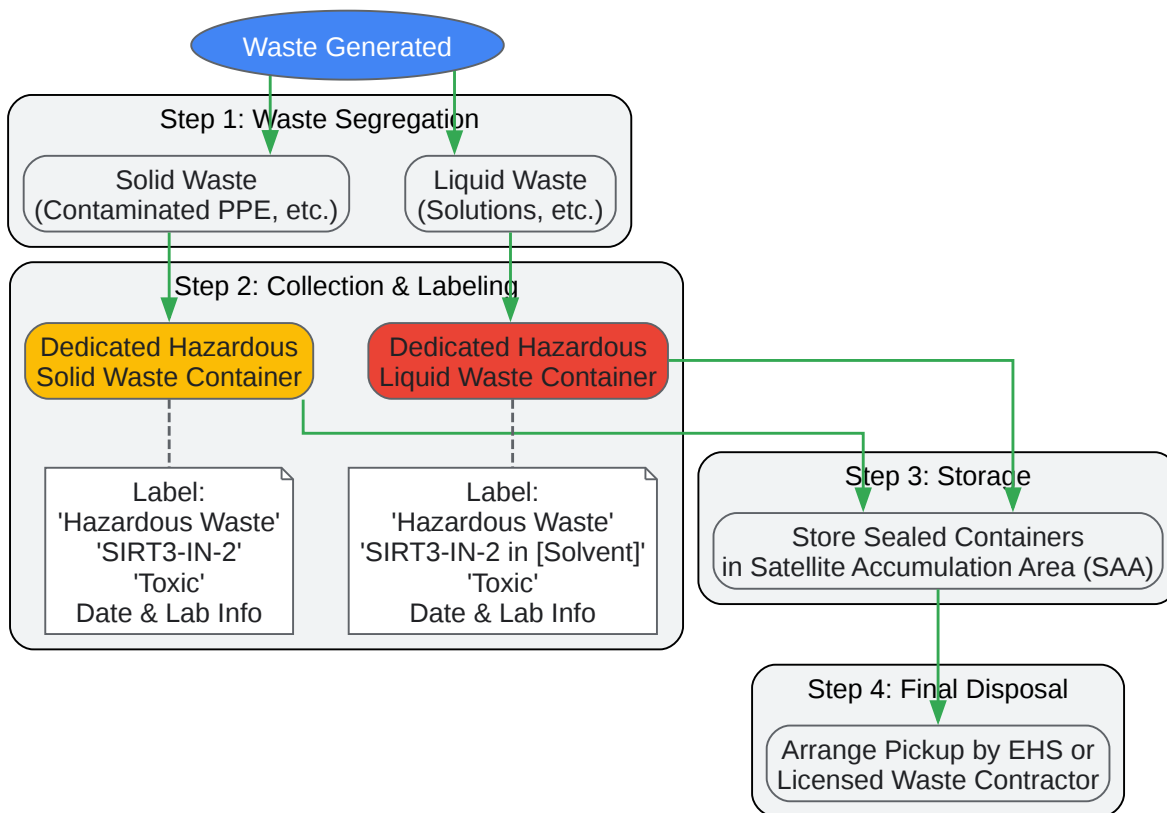 Waste Generated
Step 1: Waste Segregation
Solid Waste
(Contaminated PPE, etc.)
Liquid Waste
(Solutions, etc.)
Step 2: Collection & Labeling
Dedicated Hazardous
Solid Waste Container
Dedicated Hazardous
Liquid Waste Container
Label:
'Hazardous Waste'
'SIRT3-IN-2'
'Toxic'
Date & Lab Info
Label:
'Hazardous Waste'
'SIRT3-IN-2 in [Solvent]'
'Toxic'
Date & Lab Info
Step 3: Storage
Store Sealed Containers
in Satellite Accumulation Area (SAA)
Step 4: Final Disposal
Arrange Pickup by EHS or
Licensed Waste Contractor